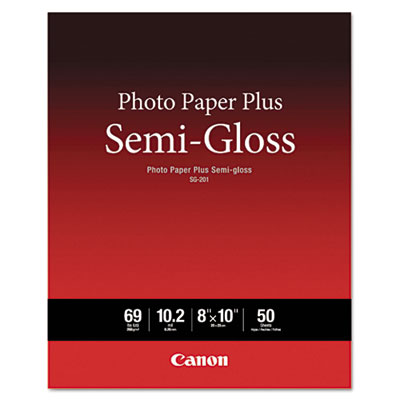 Photo Paper Plus
Semi-Gloss
Photo Paper Plus Semi-gloss
SG-201
69 10.2 8"x10" 50
Sheets
Canon